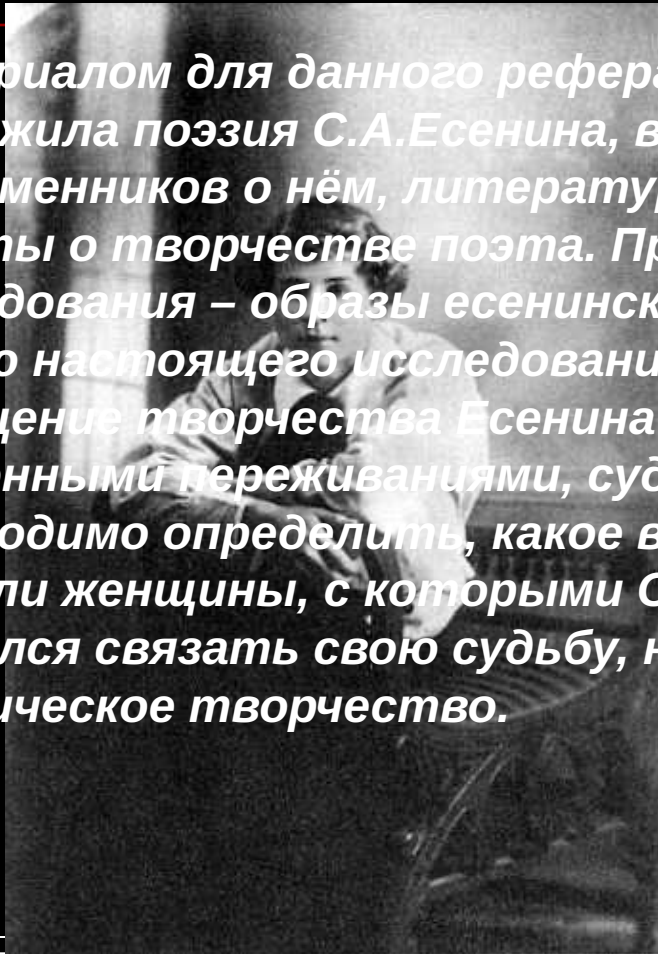 риалом для данного рефера
жила поэзия С.А.Есенина, в
менников о нём, литерату
ты о творчестве поэта. Пр
дования – образы есенинск
о настоящего исследовани
щение творчества Есенина
нными переживаниями, суд
одимо определить, какое в
ли женщины, с которыми С
лся связать свою судьбу, н
ическое творчество.